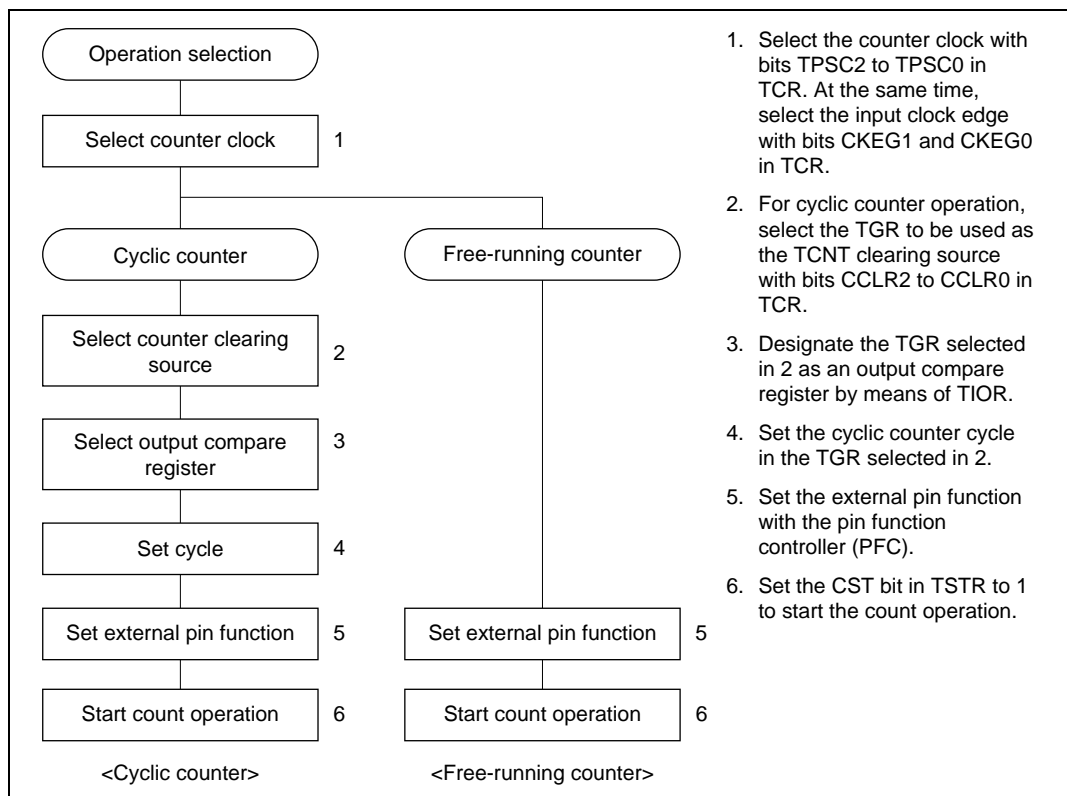 Operation selection
Select counter clock
1
Cyclic counter
Free-running counter
Select counter clearing
source
2
Select output compare
register
3
Set cycle
4
Set external pin function
5
Set external pin function
5
Start count operation
6
Start count operation
6
<Cyclic counter>
<Free-running counter>
1. Select the counter clock with
bits TPSC2 to TPSC0 in
TCR. At the same time,
select the input clock edge
with bits CKEG1 and CKEG0
in TCR.
2. For cyclic counter operation,
select the TGR to be used as
the TCNT clearing source
with bits CCLR2 to CCLR0 in
TCR.
3. Designate the TGR selected
in 2 as an output compare
register by means of TIOR.
4. Set the cyclic counter cycle
in the TGR selected in 2.
5. Set the external pin function
with the pin function
controller (PFC).
6. Set the CST bit in TSTR to 1
to start the count operation.